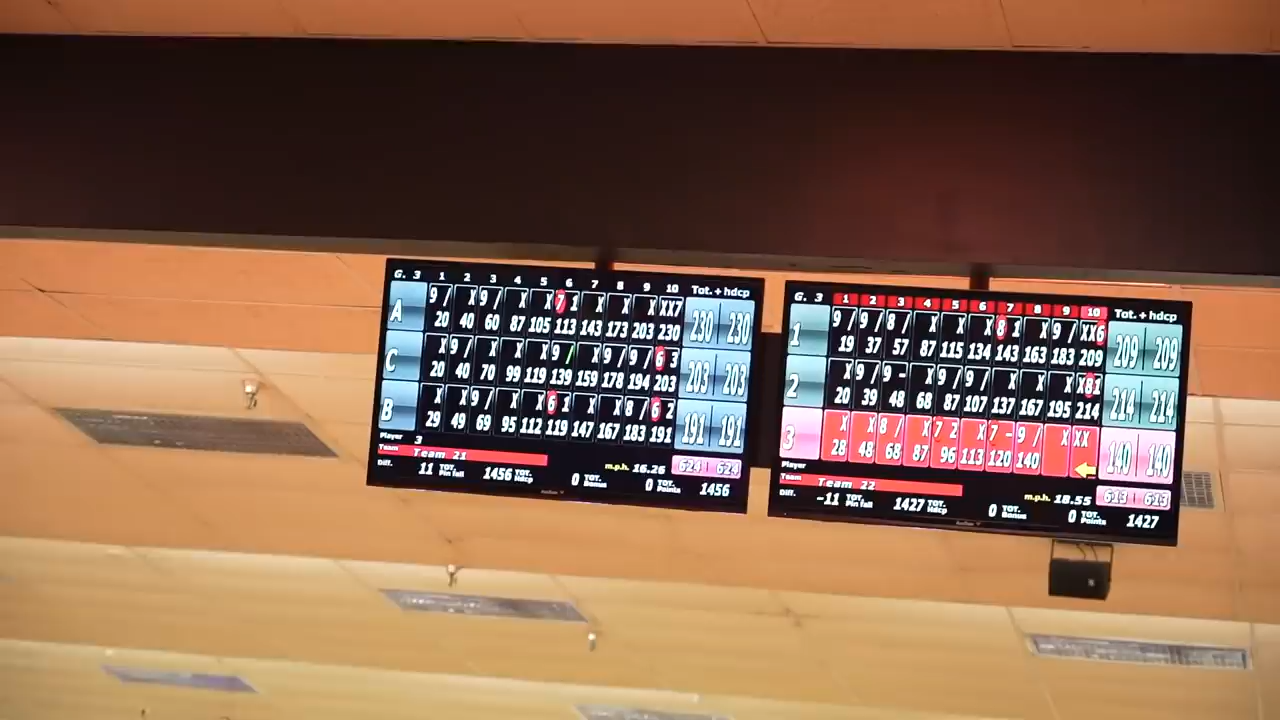 G. 3 1 2 3 4 5 6 7 8 9 10 Tot. + hdcp
A 9 / X 9 / X X 7 1 X X X XX7
20 40 60 87 105 113 143 173 203 230 230 230
C X 9 / X X X 9 / X 9 / 9 / 6 3
20 40 70 99 119 139 159 178 194 203 203 203
B X X 9 / X X 6 1 X X 8 / 6 2
29 49 69 95 112 119 147 167 183 191 191 191
Player 3
Team Team 21
m.p.h. 16.26 624 624
Diff. 11 TOT. Pin fall 1456 TOT. Hdcp 0 TOT. Bonus 0 TOT. Points 1456
G. 3 1 2 3 4 5 6 7 8 9 10 Tot. + hdcp
1 9 / 9 / 8 / X X X 8 1 X 9 / XX6
19 37 57 87 115 134 143 163 183 209 209 209
2 X 9 / 9 - X 9 / 9 / X X X X81
20 39 48 68 87 107 137 167 195 214 214 214
3 X X 8 / X 7 2 X 7 - 9 / X XX
28 48 68 87 96 113 120 140 140 140
Player
Team Team 22
m.p.h. 18.55 613 613
Diff. -11 TOT. Pin fall 1427 TOT. Hdcp 0 TOT. Bonus 0 TOT. Points 1427